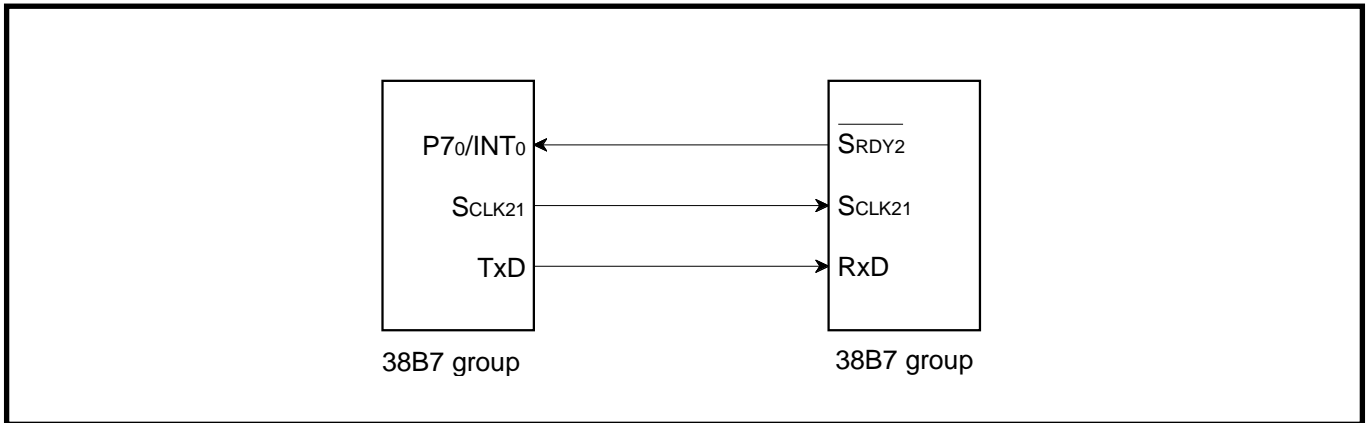 P70/INT0
SCLK21
TxD
SRDY2
SCLK21
RxD
38B7 group
38B7 group